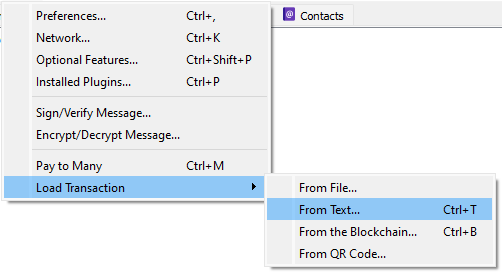 Preferences... Ctrl+,
Contacts
Network... Ctrl+K
Optional Features... Ctrl+Shift+P
Installed Plugins... Ctrl+P
Sign/Verify Message...
Encrypt/Decrypt Message...
Pay to Many Ctrl+M
Load Transaction
From File...
From Text... Ctrl+T
From the Blockchain... Ctrl+B
From QR Code...